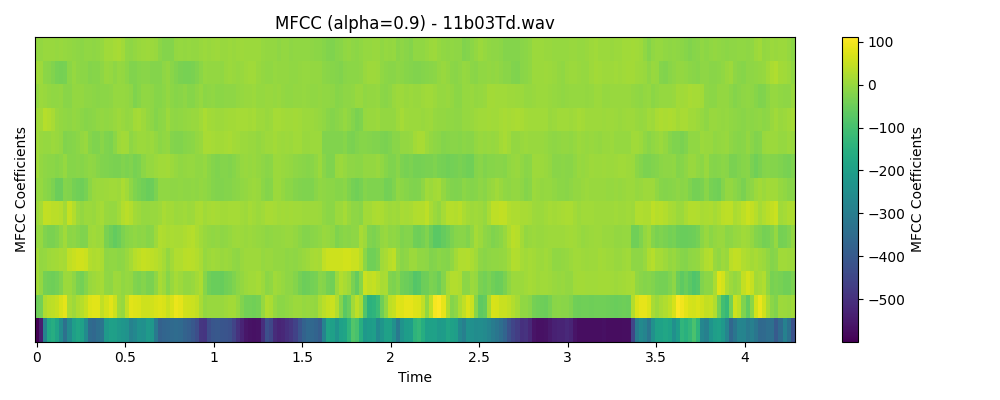 MFCC (alpha=0.9) - 11b03Td.wav
MFCC Coefficients
0 0.5 1 1.5 2 2.5 3 3.5 4
Time
100
0
−100
−200
−300
−400
−500
MFCC Coefficients